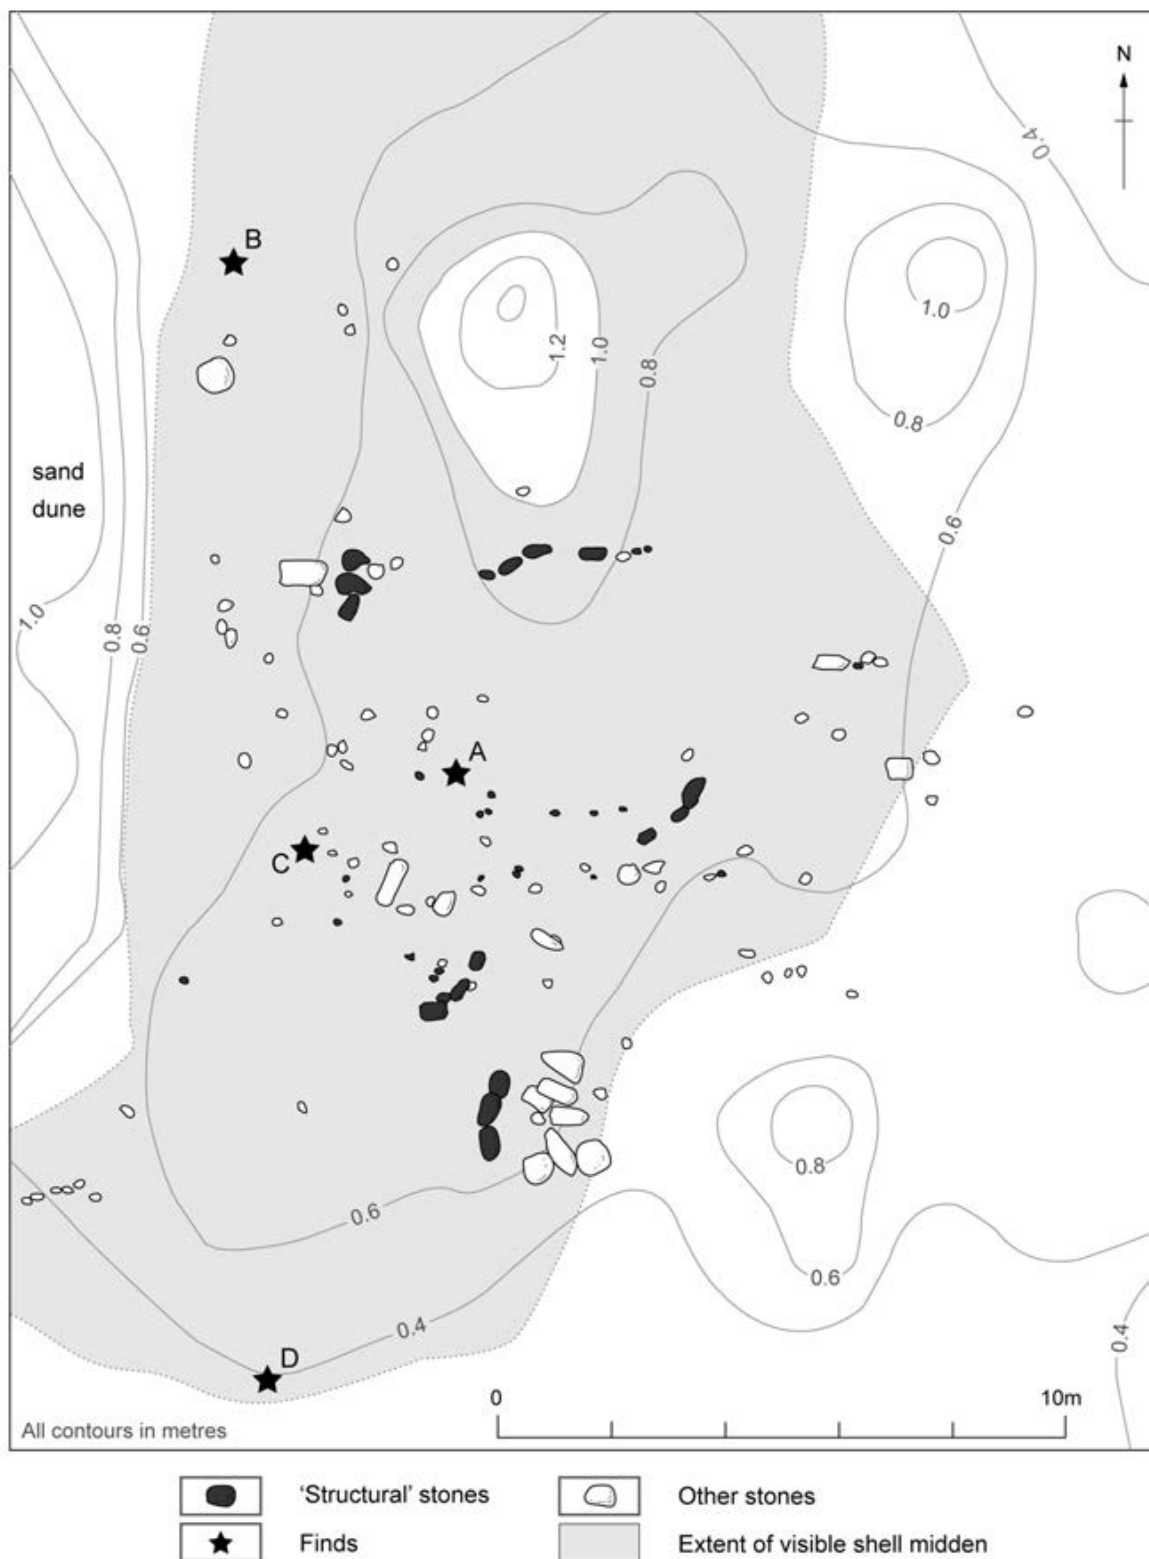 N
0.4
B
1.0
1.2
1.0
0.8
0.8
sand
dune
0.6
1.0
0.8
0.6
A
C
0.8
0.6
0.6
0.4
0.4
D
0
10m
All contours in metres
'Structural' stones
Other stones
Finds
Extent of visible shell midden